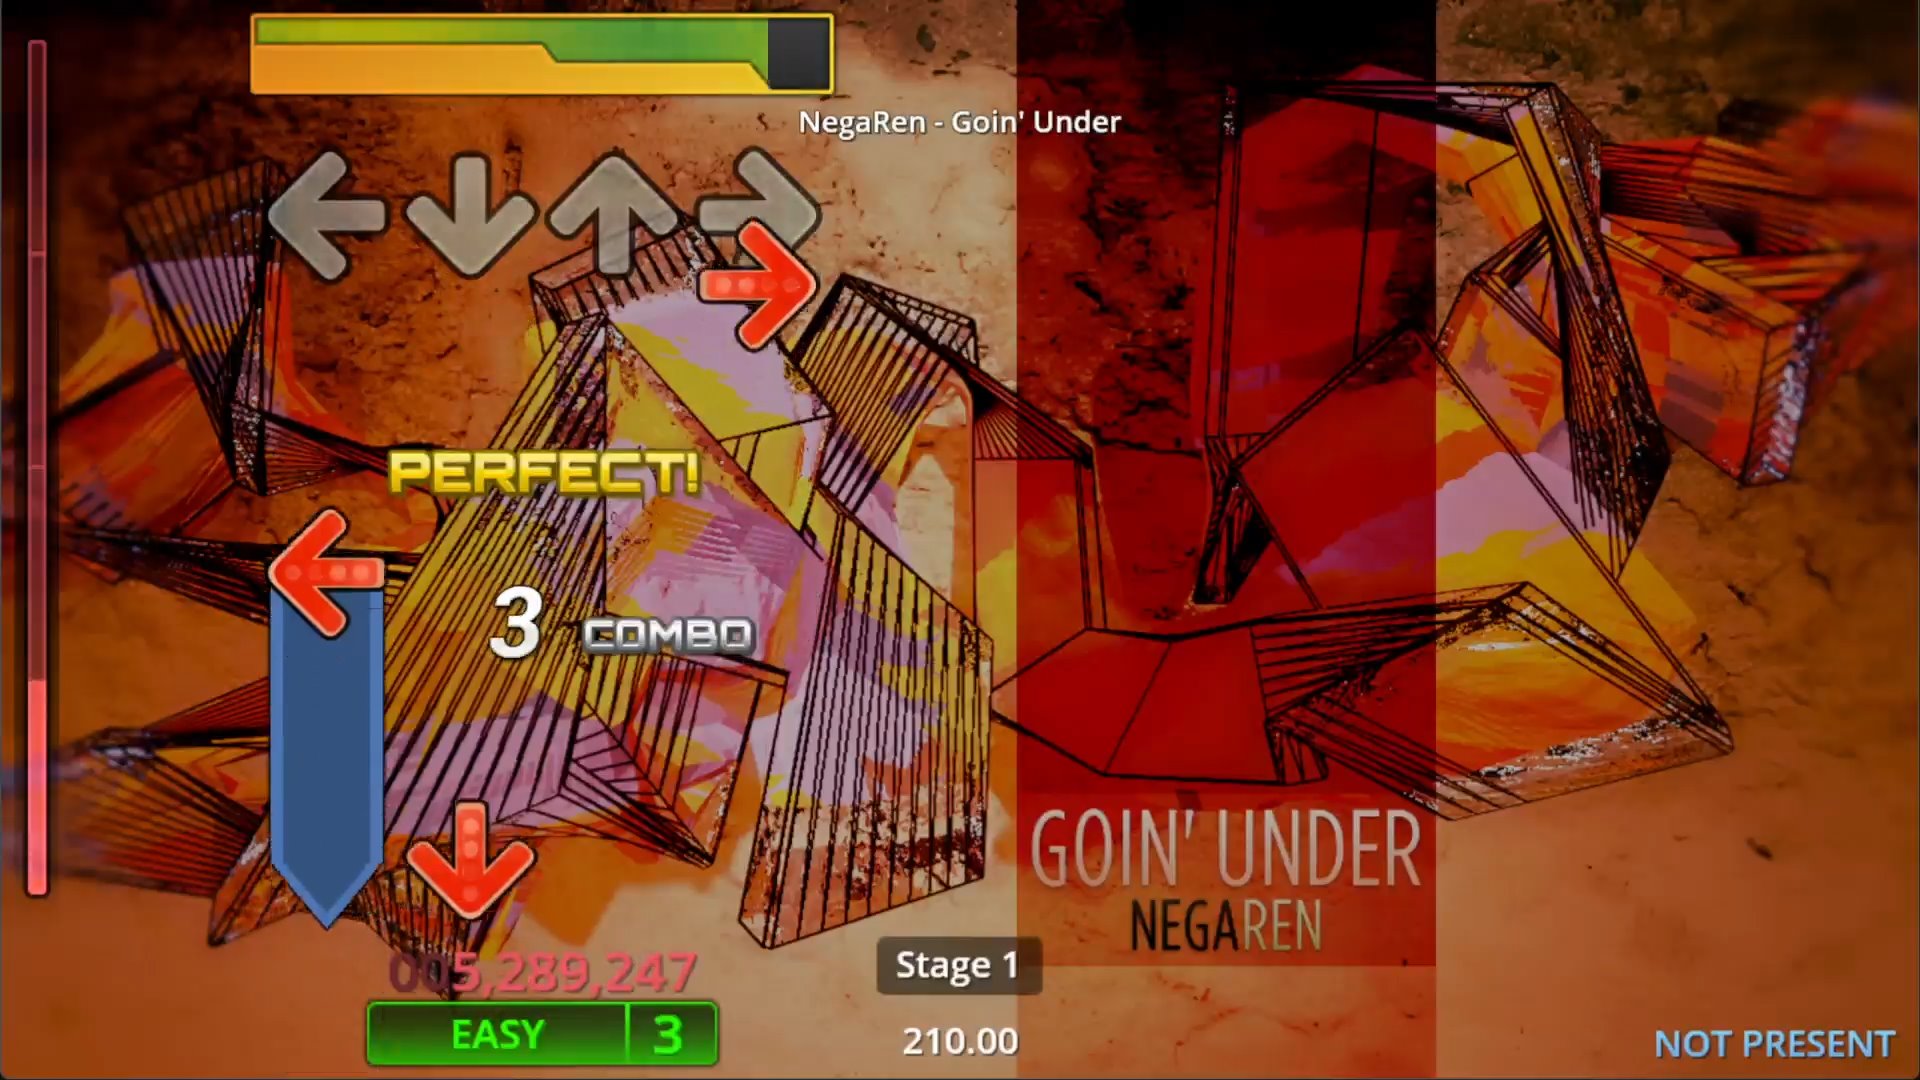 NegaRen - Goin' Under
PERFECT!
3 COMBO
GOIN' UNDER
NEGAREN
005,289,247
Stage 1
EASY 3
210.00
NOT PRESENT